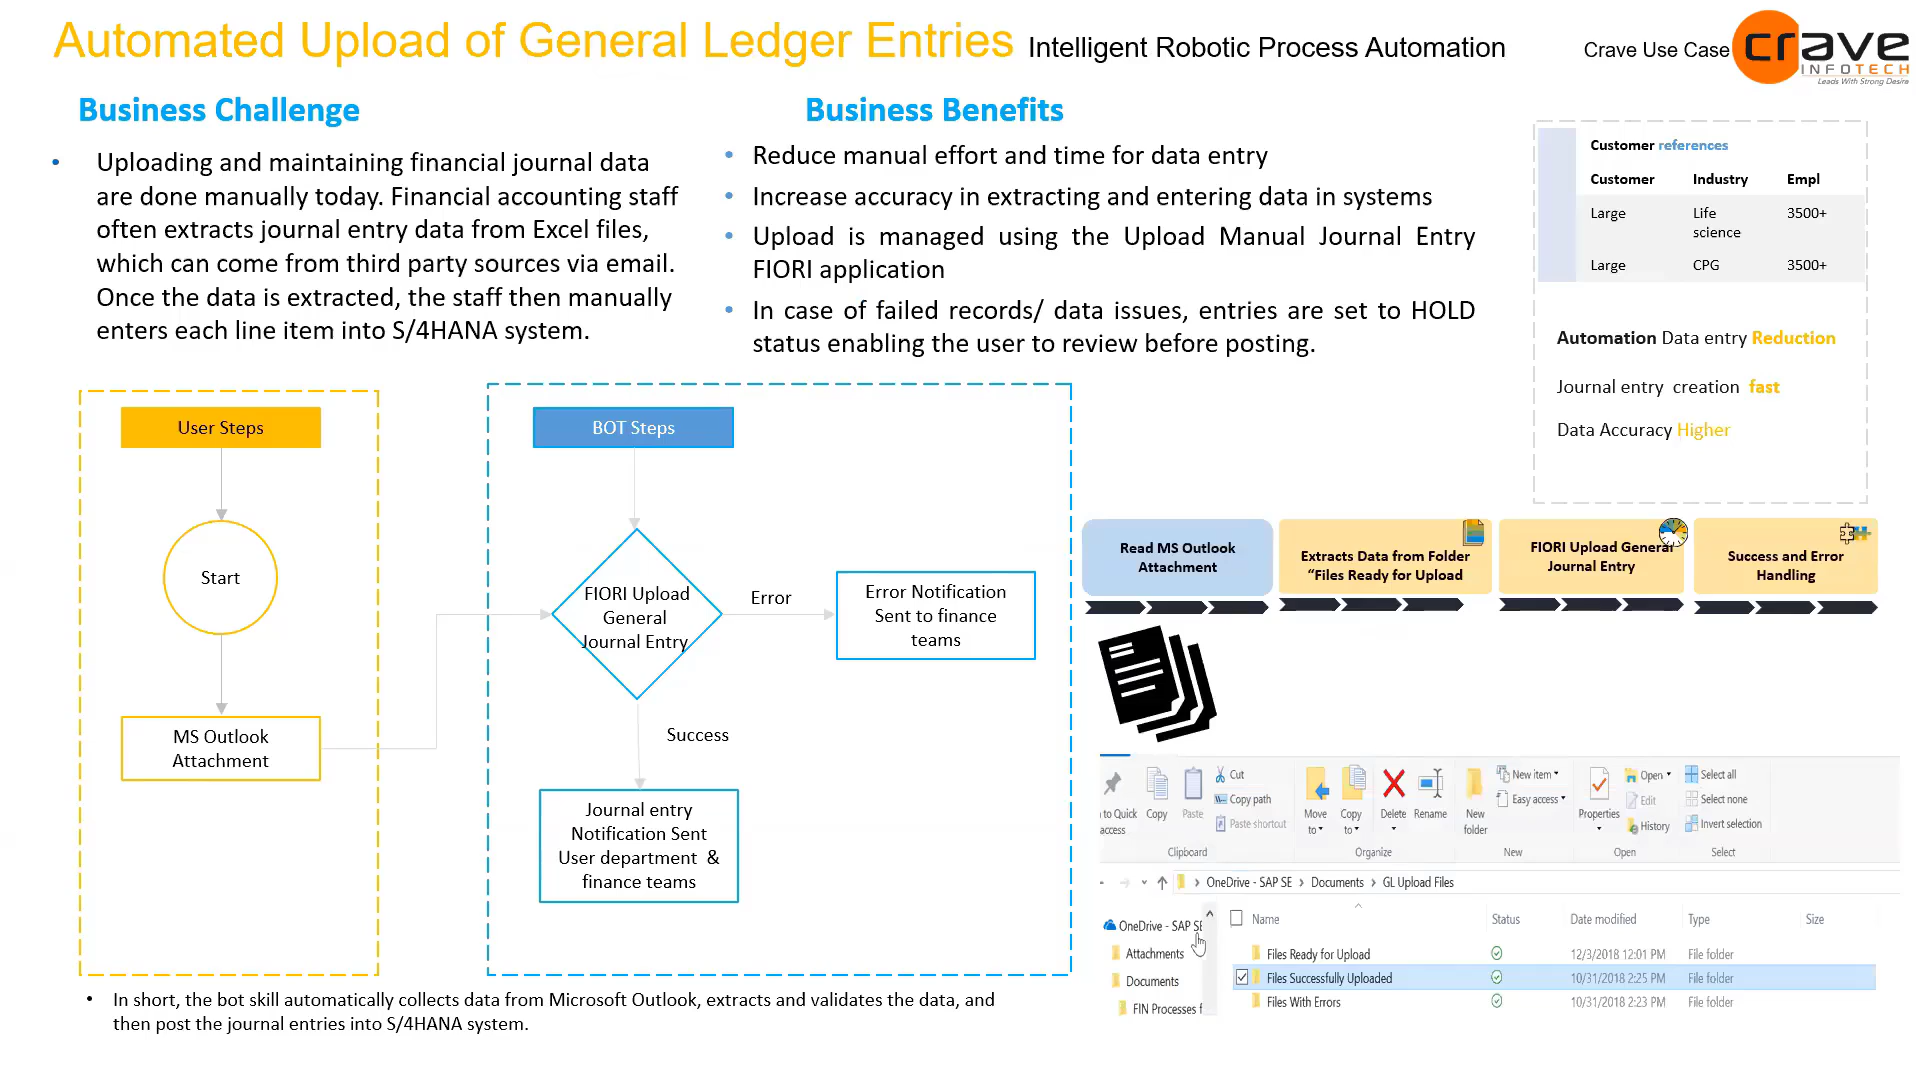 Automated Upload of General Ledger Entries Intelligent Robotic Process Automation
Crave Use Case
crave
INFOTECH
Leads With Strong Desire
Business Challenge
• Uploading and maintaining financial journal data
are done manually today. Financial accounting staff
often extracts journal entry data from Excel files,
which can come from third party sources via email.
Once the data is extracted, the staff then manually
enters each line item into S/4HANA system.
Business Benefits
• Reduce manual effort and time for data entry
• Increase accuracy in extracting and entering data in systems
• Upload is managed using the Upload Manual Journal Entry
FIORI application
• In case of failed records/ data issues, entries are set to HOLD
status enabling the user to review before posting.
Customer references
Customer Industry Empl
Large Life science 3500+
Large CPG 3500+
Automation Data entry Reduction
Journal entry creation fast
Data Accuracy Higher
User Steps
Start
MS Outlook
Attachment
BOT Steps
FIORI Upload
General
Journal Entry
Error
Error Notification
Sent to finance
teams
Success
Journal entry
Notification Sent
User department &
finance teams
Read MS Outlook
Attachment
Extracts Data from Folder
“Files Ready for Upload
FIORI Upload General
Journal Entry
Success and Error
Handling
to Quick
access
Copy
Paste
Cut
Copy path
Paste shortcut
Clipboard
Move
to
Copy
to
Delete
Rename
Organize
New
folder
New item
Easy access
New
Properties
Open
Edit
History
Open
Select all
Select none
Invert selection
Select
OneDrive - SAP SE > Documents > GL Upload Files
OneDrive - SAP SE
Attachments
Documents
FIN Processes f
Name Status Date modified Type Size
Files Ready for Upload 12/3/2018 12:01 PM File folder
Files Successfully Uploaded 10/31/2018 2:25 PM File folder
Files With Errors 10/31/2018 2:23 PM File folder
• In short, the bot skill automatically collects data from Microsoft Outlook, extracts and validates the data, and
then post the journal entries into S/4HANA system.